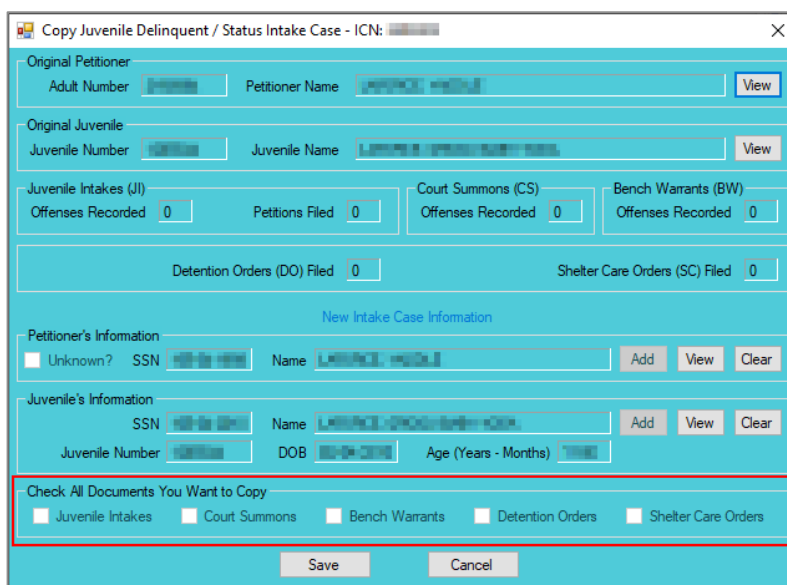 Copy Juvenile Delinquent / Status Intake Case - ICN:
Original Petitioner
Adult Number Petitioner Name View
Original Juvenile
Juvenile Number Juvenile Name View
Juvenile Intakes (JI) Court Summons (CS) Bench Warrants (BW)
Offenses Recorded 0 Petitions Filed 0 Offenses Recorded 0 Offenses Recorded 0
Detention Orders (DO) Filed 0 Shelter Care Orders (SC) Filed 0
New Intake Case Information
Petitioner's Information
Unknown? SSN Name Add View Clear
Juvenile's Information
SSN Name Add View Clear
Juvenile Number DOB Age (Years - Months)
Check All Documents You Want to Copy
Juvenile Intakes Court Summons Bench Warrants Detention Orders Shelter Care Orders
Save Cancel